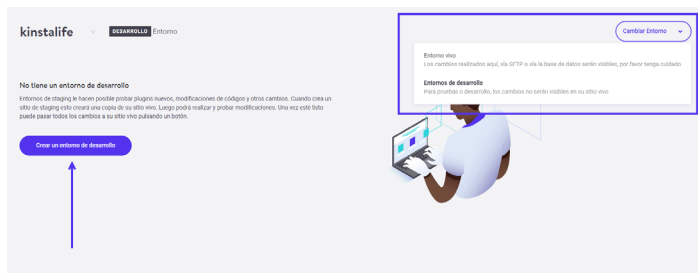 kinstalife
DESARROLLO Entorno
Cambiar Entorno
Entorno vivo
Los cambios realizados aquí, vía SFTP o vía la base de datos serán visibles, por favor tenga cuidado
Entornos de desarrollo
Para pruebas o desarrollo, los cambios no serán visibles en su sitio vivo
No tiene un entorno de desarrollo
Entornos de staging le hacen posible probar plugins nuevos, modificaciones de códigos y otros cambios. Cuando crea un
sitio de staging esto creará una copia de su sitio vivo. Luego podrá realizar y probar modificaciones. Una vez esté listo
puede pasar todos los cambios a su sitio vivo pulsando un botón.
Crear un entorno de desarrollo